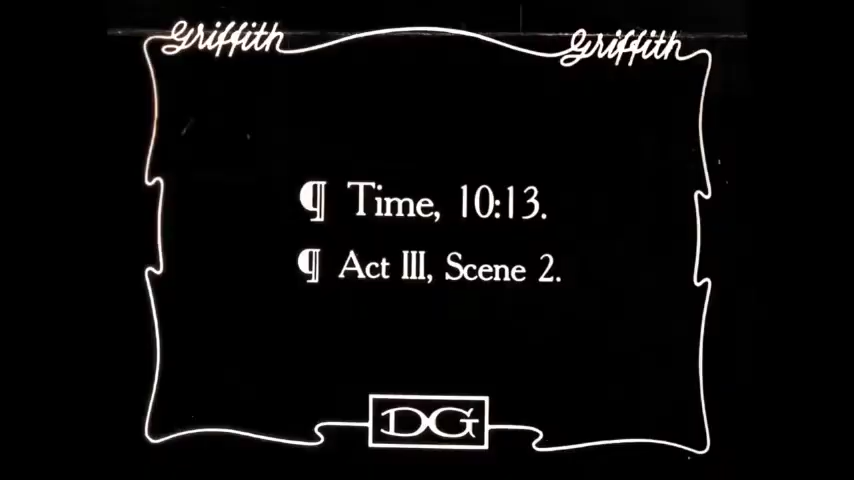 Griffith Griffith
¶ Time, 10:13.
¶ Act III, Scene 2.
DG